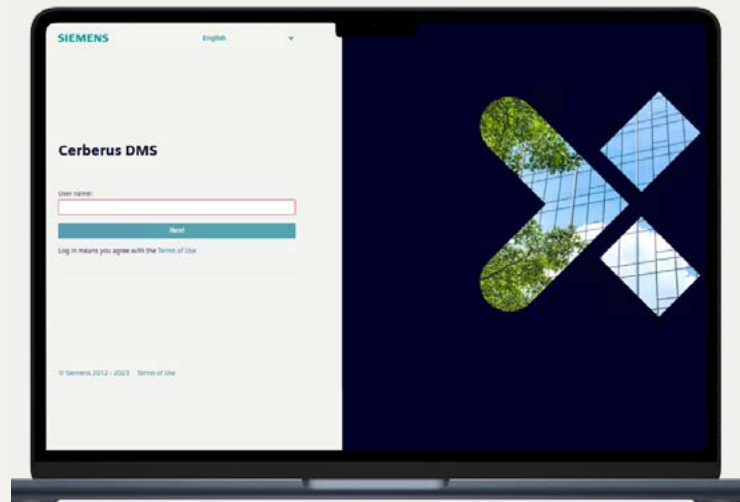 SIEMENS
English
Cerberus DMS
User name:
Next
Log in means you agree with the Terms of Use
© Siemens 2012 - 2023 Terms of Use